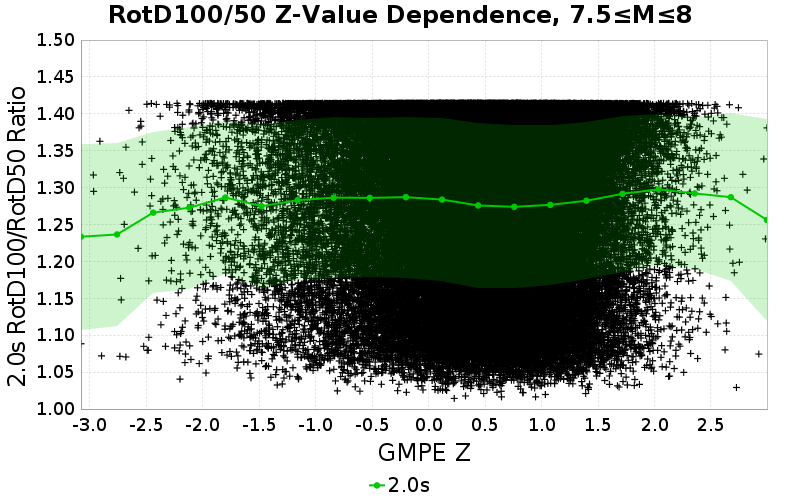 RotD100/50 Z-Value Dependence, 7.5≤M≤8
2.0s RotD100/RotD50 Ratio
1.50
1.45
1.40
1.35
1.30
1.25
1.20
1.15
1.10
1.05
1.00
-3.0 -2.5 -2.0 -1.5 -1.0 -0.5 0.0 0.5 1.0 1.5 2.0 2.5
GMPE Z
2.0s